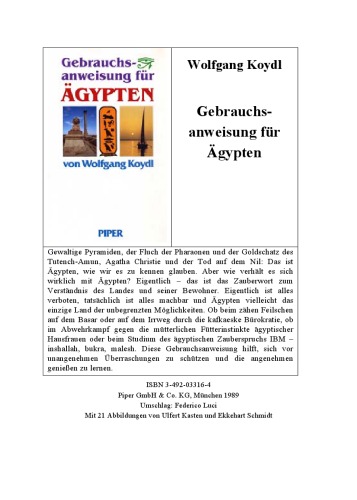 Gebrauchs-
anweisung für
ÄGYPTEN
von Wolfgang Koydl
PIPER
Wolfgang Koydl
Gebrauchs-
anweisung für
Ägypten
Gewaltige Pyramiden, der Fluch der Pharaonen und der Goldschatz des
Tutench-Amun, Agatha Christie und der Tod auf dem Nil: Das ist
Ägypten, wie wir es zu kennen glauben. Aber wie verhält es sich
wirklich mit Ägypten? Eigentlich – das ist das Zauberwort zum
Verständnis des Landes und seiner Bewohner. Eigentlich ist alles
verboten, tatsächlich ist alles machbar und Ägypten vielleicht das
einzige Land der unbegrenzten Möglichkeiten. Ob beim zähen Feilschen
auf dem Basar oder auf dem Irrweg durch die kafkaeske Bürokratie, ob
im Abwehrkampf gegen die mütterlichen Fütterinstinkte ägyptischer
Hausfrauen oder beim Studium des ägyptischen Zauberspruchs IBM –
inshallah, bukra, malesh. Diese Gebrauchsanweisung hilft, sich vor
unangenehmen Überraschungen zu schützen und die angenehmen
genießen zu lernen.
ISBN 3-492-03316-4
Piper GmbH & Co. KG, München 1989
Umschlag: Federico Luci
Mit 21 Abbildungen von Ulfert Kasten und Ekkehart Schmidt